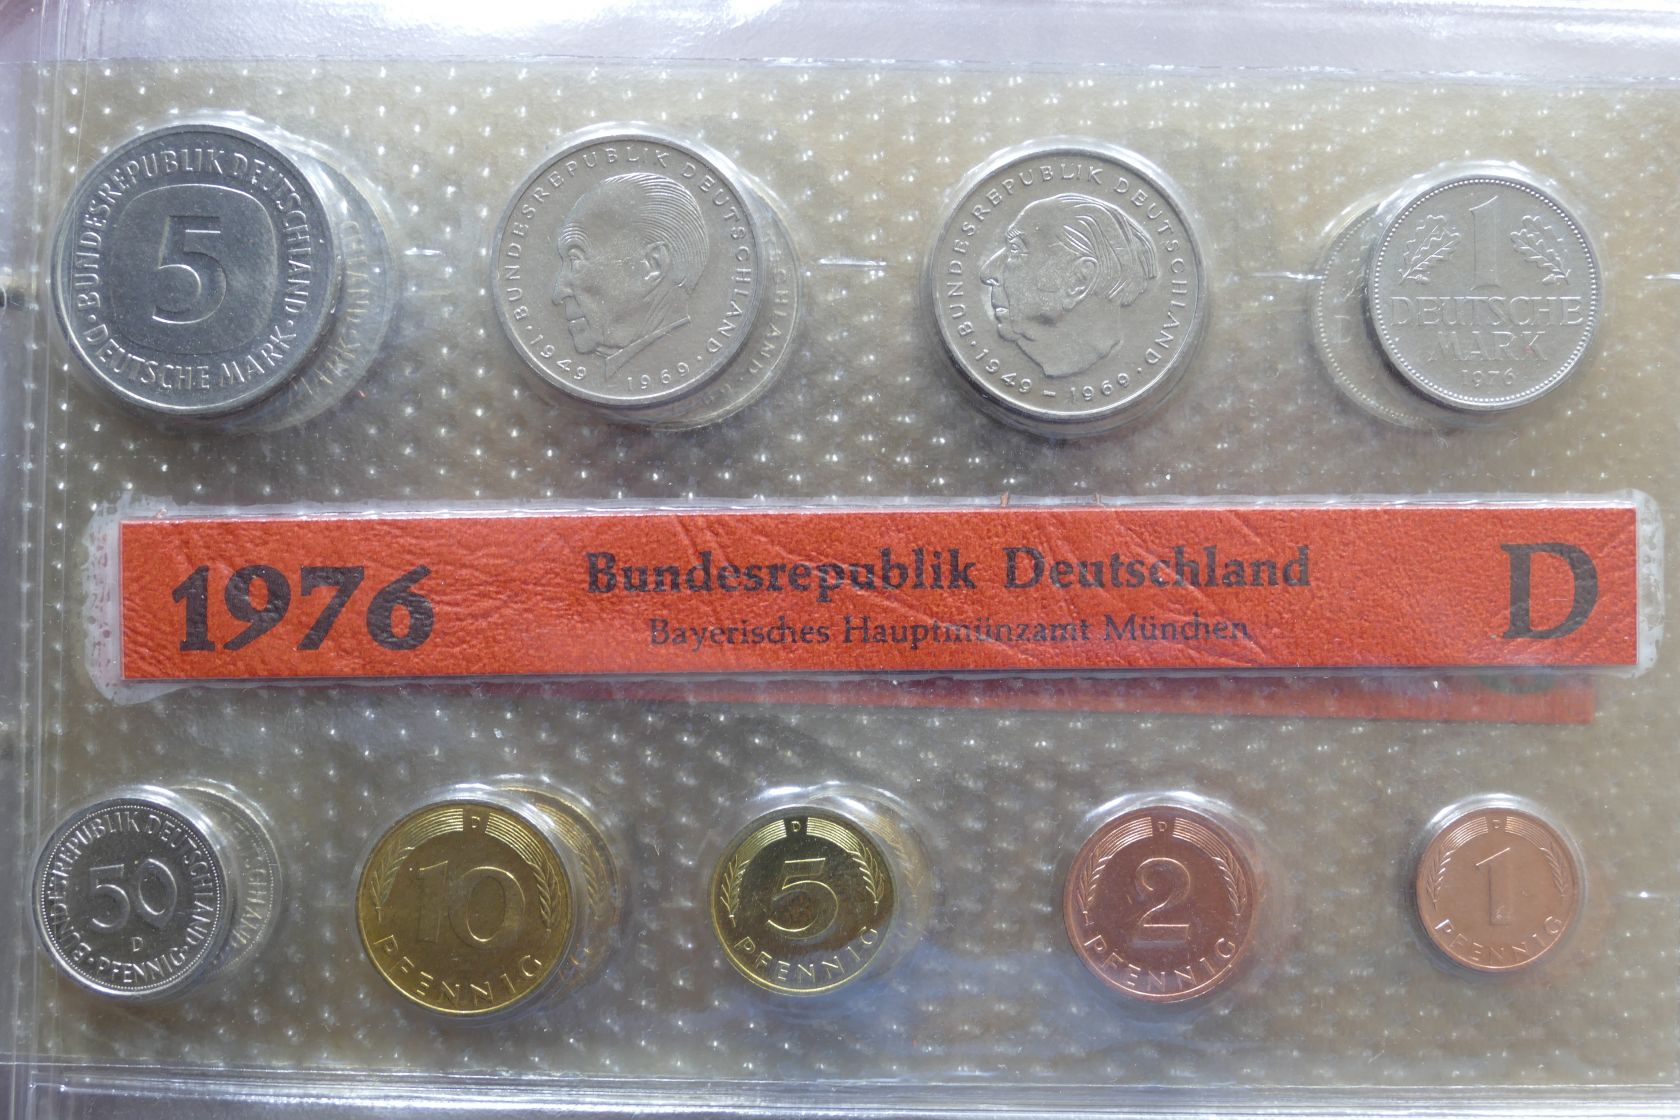 BUNDESREPUBLIK DEUTSCHLAND · DEUTSCHE MARK ·
5
BUNDESREPUBLIK DEUTSCHLAND · 1949 1969 ·
BUNDESREPUBLIK DEUTSCHLAND · 1949 - 1969 ·
1
DEUTSCHE
MARK
1976
1976
Bundesrepublik Deutschland
Bayerisches Hauptmünzamt München
D
BUNDESREPUBLIK DEUTSCHLAND · PFENNIG ·
50
D
D
10
PFENNIG
D
5
PFENNIG
D
2
PFENNIG
D
1
PFENNIG